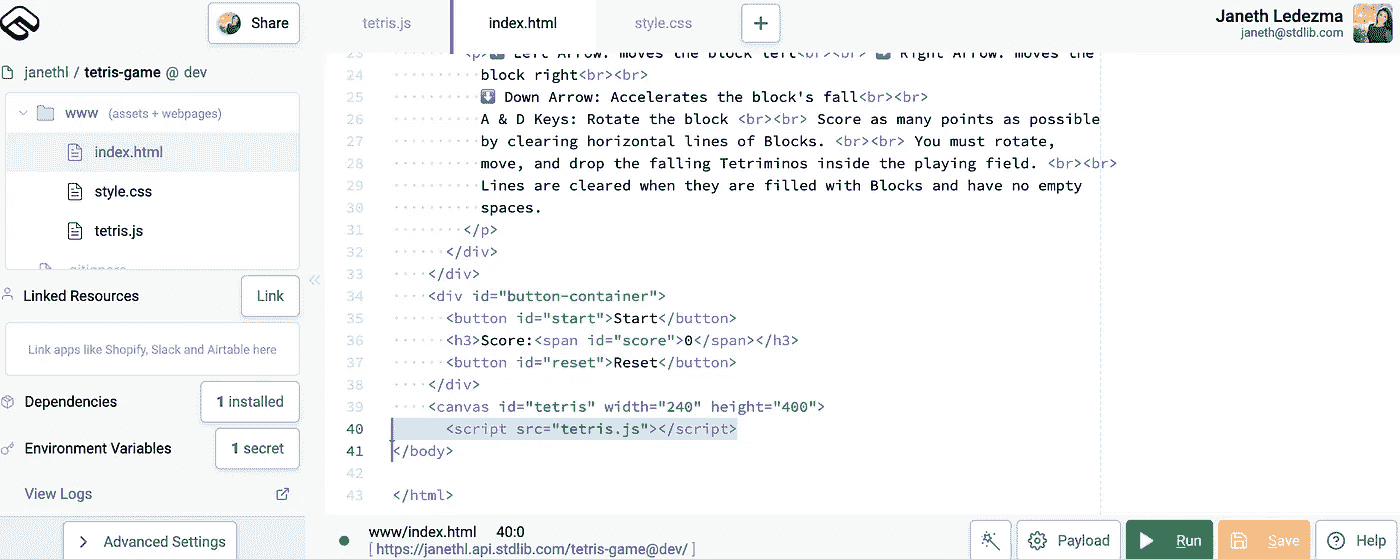 Share
tetris.js
index.html
style.css
+
Janeth Ledezma
janeth@stdlib.com
janethl / tetris-game @ dev
www (assets + webpages)
index.html
style.css
tetris.js
.gitignore
Linked Resources
Link
Link apps like Shopify, Slack and Airtable here
Dependencies
1 installed
Environment Variables
1 secret
View Logs
Advanced Settings
23 <p>⬅️ Left Arrow: moves the block left<br><br> ➡️ Right Arrow: moves the
24 block right<br><br>
25 ⬇️ Down Arrow: Accelerates the block's fall<br><br>
26 A & D Keys: Rotate the block <br><br> Score as many points as possible
27 by clearing horizontal lines of Blocks. <br><br> You must rotate,
28 move, and drop the falling Tetriminos inside the playing field. <br><br>
29 Lines are cleared when they are filled with Blocks and have no empty
30 spaces.
31 </p>
32 </div>
33 </div>
34 <div id="button-container">
35 <button id="start">Start</button>
36 <h3>Score:<span id="score">0</span></h3>
37 <button id="reset">Reset</button>
38 </div>
39 <canvas id="tetris" width="240" height="400">
40 <script src="tetris.js"></script>
41 </body>
42
43 </html>
www/index.html 40:0
[ https://janethl.api.stdlib.com/tetris-game@dev/ ]
Payload
Run
Save
Help